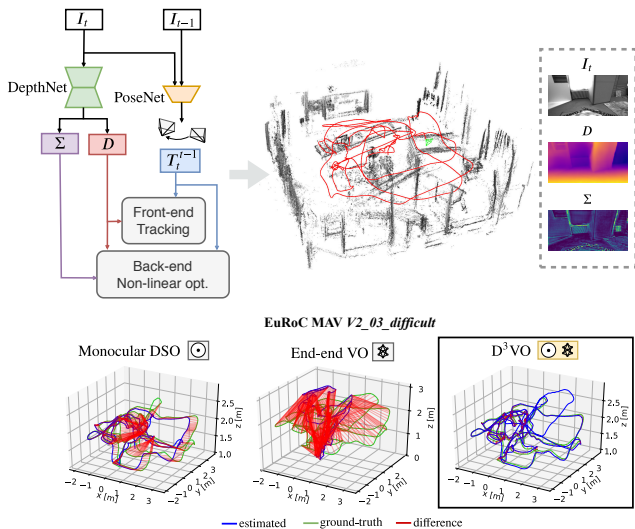 I_t
I_{t−1}
DepthNet
PoseNet
Σ
D
T_t^{t−1}
Front-end
Tracking
Back-end
Non-linear opt.
I_t
D
Σ
EuRoC MAV V2_03_difficult
Monocular DSO
End-end VO
D³VO
2.5
2.0
1.5
1.0
z [m]
−2 −1 0 1 2 3
x [m]
−2 −1 0 1 2
y [m]
3
2
1
0
z [m]
−2 −1 0 1 2 3
x [m]
−2 −1 0 1 2
y [m]
2.5
2.0
1.5
1.0
z [m]
−2 −1 0 1 2 3
x [m]
−2 −1 0 1 2
y [m]
estimated
ground-truth
difference